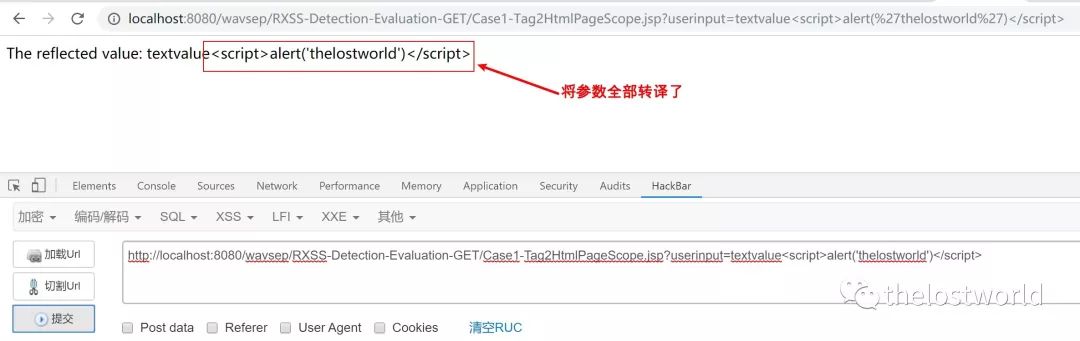 localhost:8080/wavsep/RXSS-Detection-Evaluation-GET/Case1-Tag2HtmlPageScope.jsp?userinput=textvalue<script>alert(%27thelostworld%27)</script>
The reflected value: textvalue<script>alert('thelostworld')</script>
将参数全部转译了
Elements Console Sources Network Performance Memory Application Security Audits HackBar
加密 编码/解码 SQL XSS LFI XXE 其他
加载Url
http://localhost:8080/wavsep/RXSS-Detection-Evaluation-GET/Case1-Tag2HtmlPageScope.jsp?userinput=textvalue<script>alert('thelostworld')</script>
切割Url
thelostworld
提交
Post data Referer User Agent Cookies 清空RUC